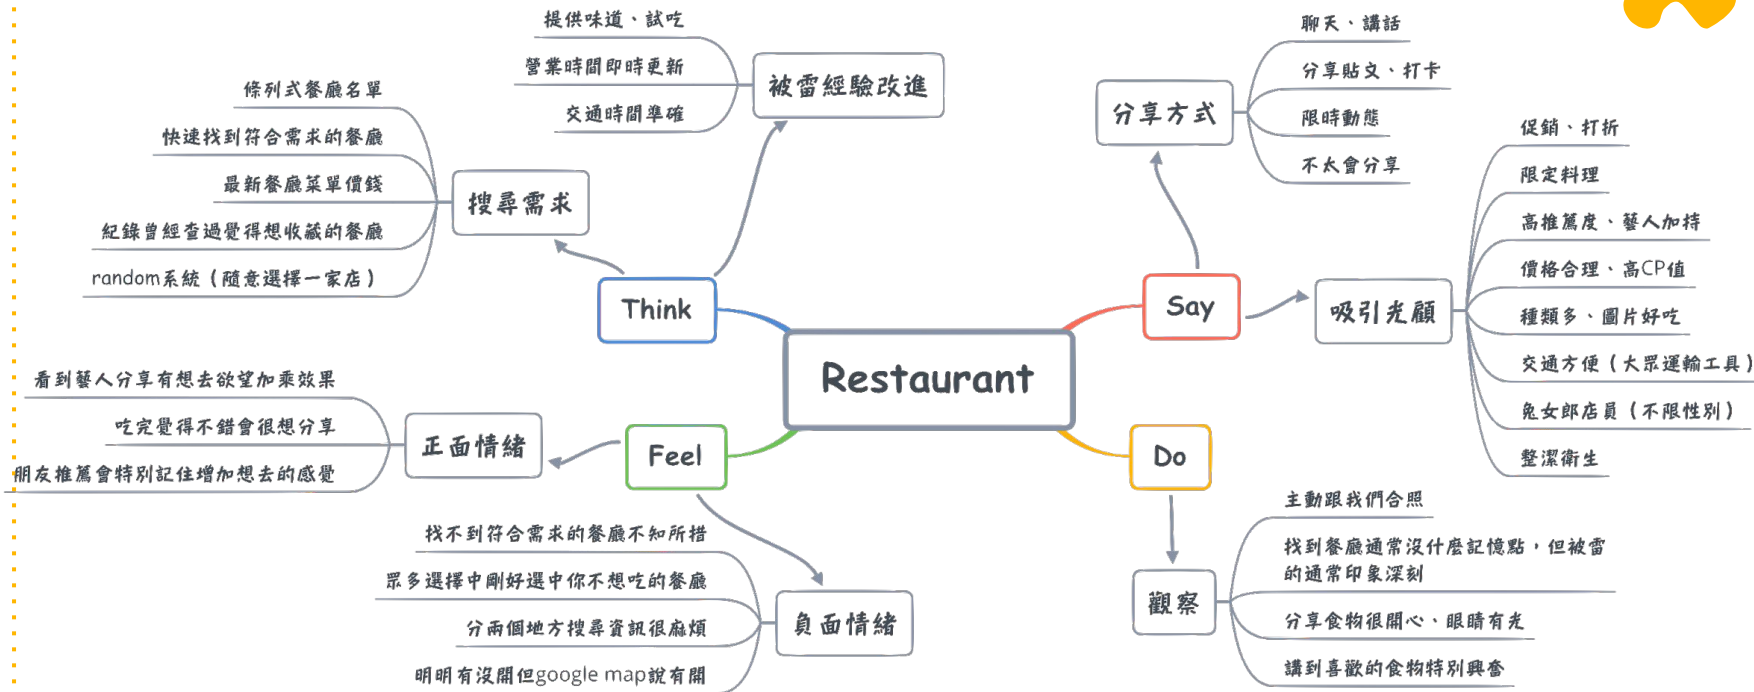 Restaurant
Think
被雷經驗改進
提供味道、試吃
營業時間即時更新
交通時間準確
搜尋需求
條列式餐廳名單
快速找到符合需求的餐廳
最新餐廳菜單價錢
紀錄曾經查過覺得想收藏的餐廳
random系統（隨意選擇一家店）
Say
分享方式
聊天、講話
分享貼文、打卡
限時動態
不太會分享
吸引光顧
促銷、打折
限定料理
高推薦度、藝人加持
價格合理、高CP值
種類多、圖片好吃
交通方便（大眾運輸工具）
兔女郎店員（不限性別）
整潔衛生
Feel
正面情緒
看到藝人分享有想去欲望加乘效果
吃完覺得不錯會很想分享
朋友推薦會特別記住增加想去的感覺
負面情緒
找不到符合需求的餐廳不知所措
眾多選擇中剛好選中你不想吃的餐廳
分兩個地方搜尋資訊很麻煩
明明有沒開但google map說有開
Do
觀察
主動跟我們合照
找到餐廳通常沒什麼記憶點，但被雷
的通常印象深刻
分享食物很開心、眼睛有光
講到喜歡的食物特別興奮